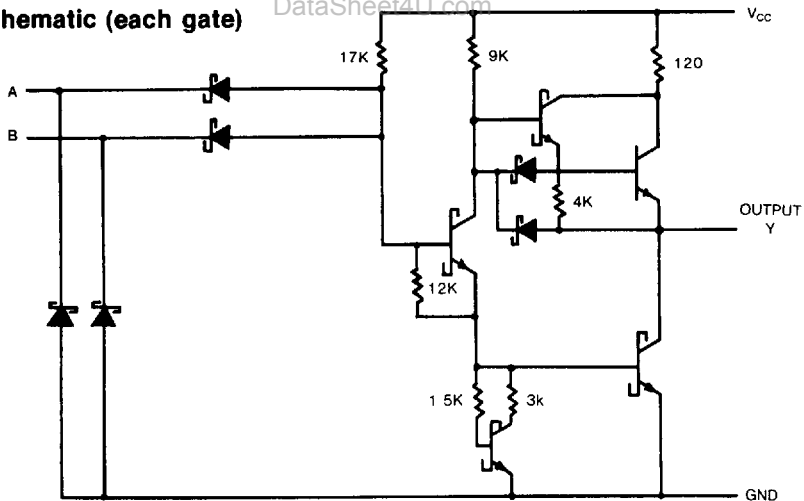 DataSheet4U.com
hematic (each gate)
VCC
17K
9K
120
A
B
4K
OUTPUT
Y
12K
1 5K
3k
GND